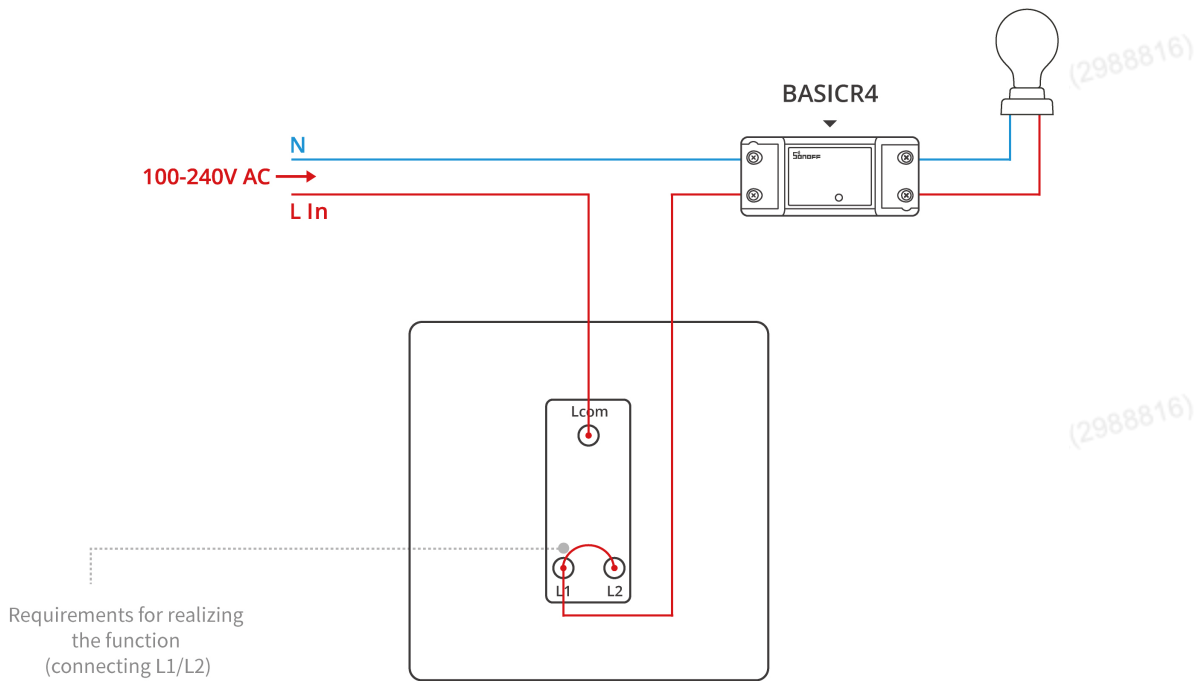 (2988816)
BASICR4
N
SONOFF
100-240V AC
L In
Lcom
(2988816)
L1
L2
Requirements for realizing
the function
(connecting L1/L2)